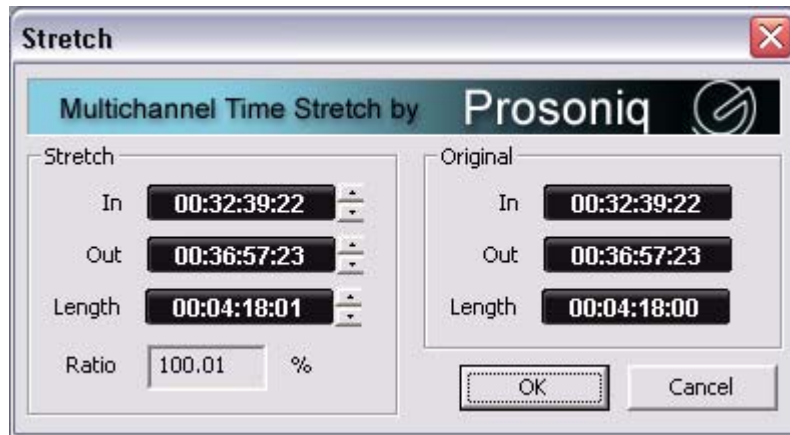 Stretch
Multichannel Time Stretch by Prosoniq
Stretch
In 00:32:39:22
Out 00:36:57:23
Length 00:04:18:01
Ratio 100.01 %
Original
In 00:32:39:22
Out 00:36:57:23
Length 00:04:18:00
OK Cancel